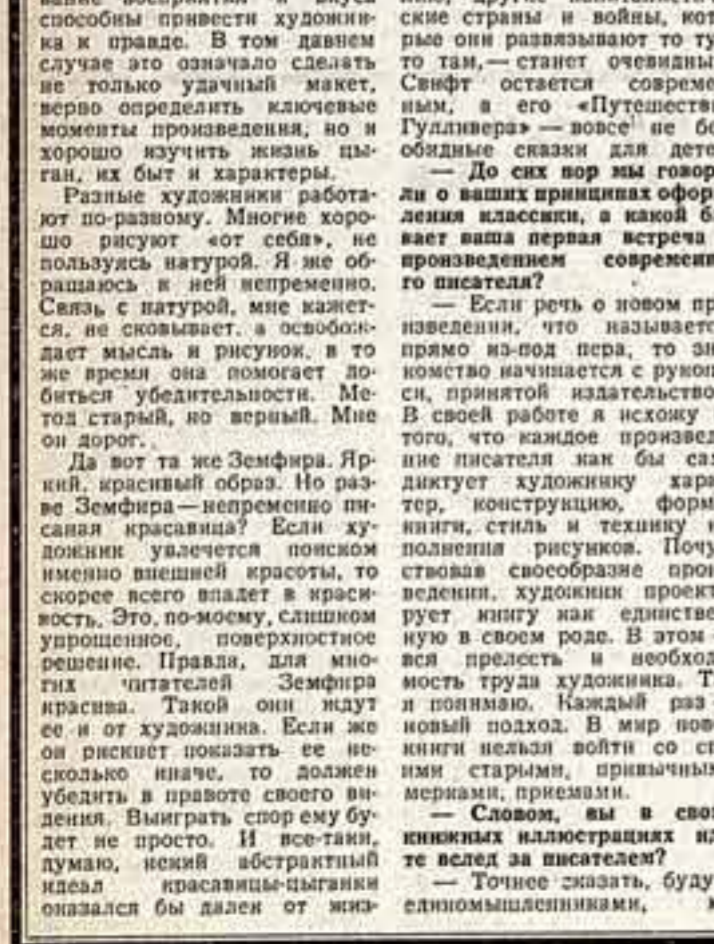 способны привести художни-
ка к правде. В том давнем
случае это означало сделать
не только удачный макет,
верно определить ключевые
моменты произведения, но и
хорошо изучить жизнь цы-
ган, их быт и характеры.
Разные художники работа-
ют по-разному. Многие хоро-
шо рисуют «от себя», не
пользуясь натурой. Я же об-
ращаюсь к ней непременно.
Связь с натурой, мне кажет-
ся, не сковывает, а освобож-
дает мысль и рисунок, в то
же время она помогает до-
биться убедительности. Ме-
тод старый, но верный. Мне
он дорог.
Да вот та же Земфира. Яр-
кий, красивый образ. Но раз-
ве Земфира — непременно пи-
саная красавица? Если ху-
дожник увлечется поиском
именно внешней красоты, то
скорее всего впадет в краси-
вость. Это, по-моему, слишком
упрощенное, поверхностное
решение. Правда, для мно-
гих читателей Земфира
красива. Такой они ждут
ее и от художника. Если же
он рискнет показать ее не-
сколько иначе, то должен
убедить в правоте своего ви-
дения. Выиграть спор ему бу-
дет не просто. И все-таки,
думаю, некий абстрактный
идеал красавицы-цыганки
оказался бы далек от жиз-
ские страны и войны, кот
рые они развязывают то ту
то там, — станет очевидны
Свифт остается совреме
ным, а его «Путешестви
Гулливера» — вовсе не бе
обидные сказки для дете
— До сих пор мы говор
ли о ваших принципах офор
ления классики, а какой б
вает ваша первая встреча
произведением современн
го писателя?
— Если речь о новом пр
изведении, что называетс
прямо из-под пера, то зн
комство начинается с рукоп
си, принятой издательство
В своей работе я исхожу
того, что каждое произвед
ние писателя как бы сам
диктует художнику хара
тер, конструкцию, форм
книги, стиль и технику и
полнения рисунков. Почу
ствовав своеобразие прои
ведения, художник проект
рует книгу как единстве
ную в своем роде. В этом
вся прелесть и необход
мость труда художника. Т
я понимаю. Каждый раз
новый подход. В мир нов
книги нельзя войти со св
ими старыми, привычным
мерками, приемами.
— Словом, вы в свои
книжных иллюстрациях ид
те вслед за писателем?
— Точнее сказать, буду
единомышленниками,